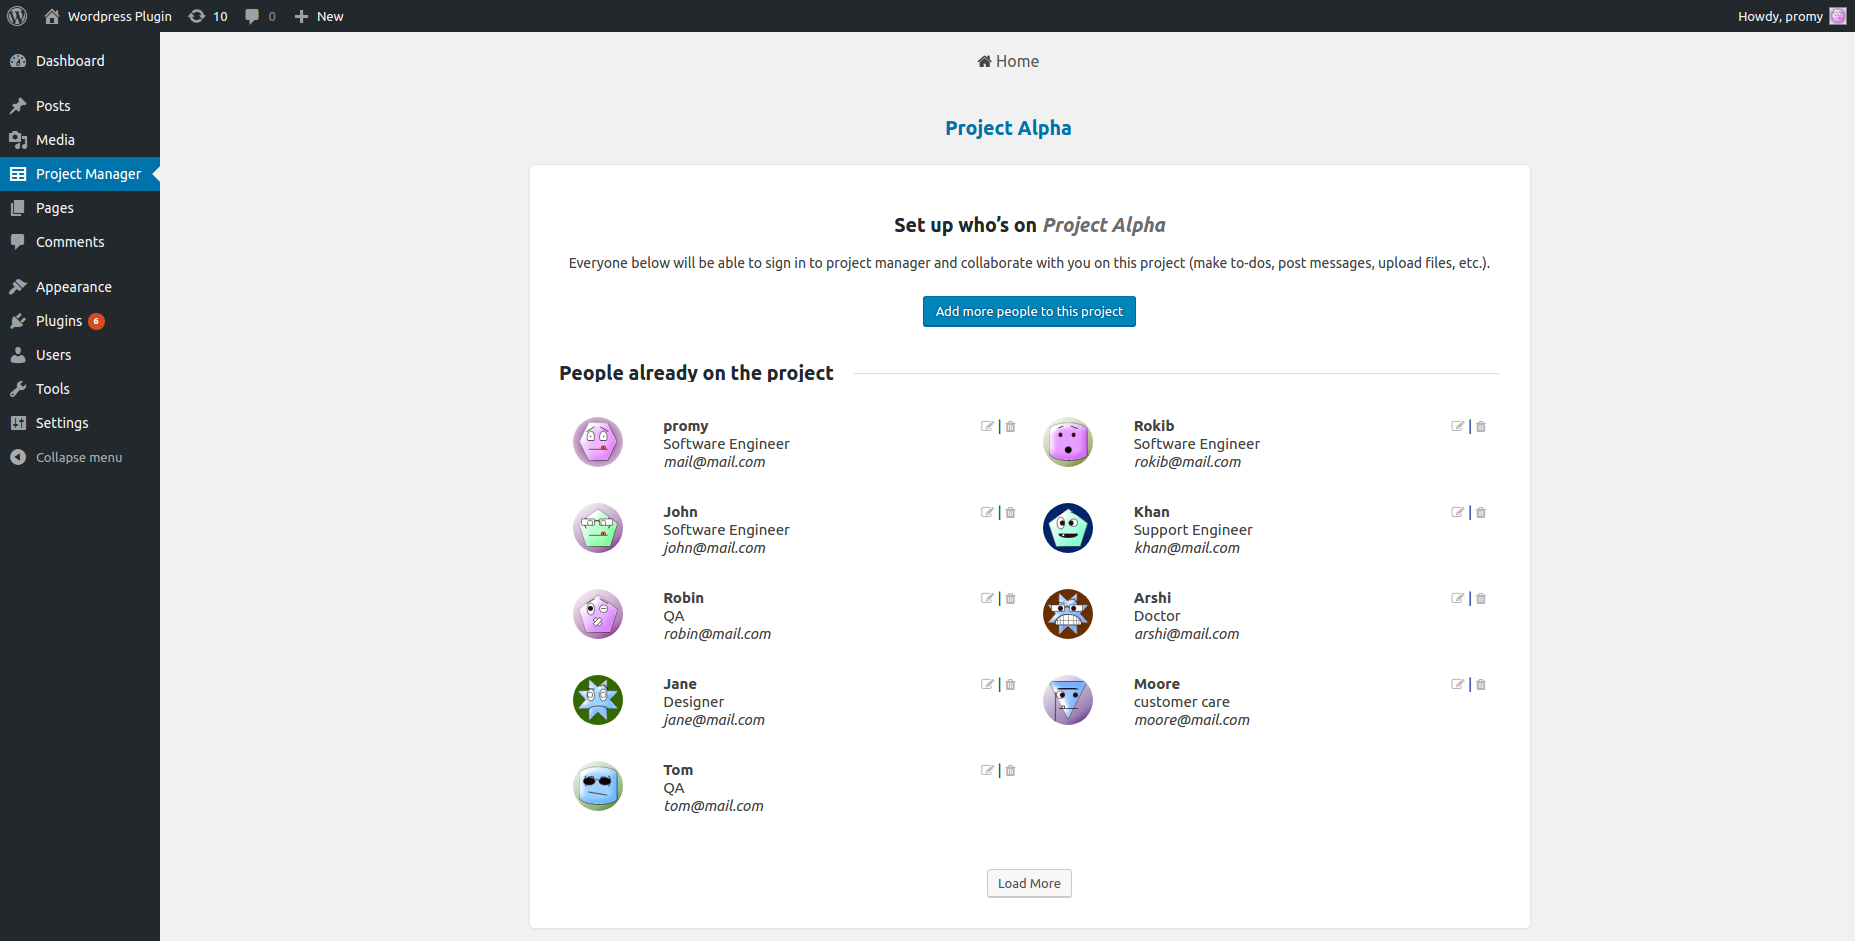 Wordpress Plugin 10 0 New Howdy, promy
Dashboard
Posts
Media
Project Manager
Pages
Comments
Appearance
Plugins 6
Users
Tools
Settings
Collapse menu
Home
Project Alpha
Set up who's on Project Alpha
Everyone below will be able to sign in to project manager and collaborate with you on this project (make to-dos, post messages, upload files, etc.).
Add more people to this project
People already on the project
promy
Software Engineer
mail@mail.com
Rokib
Software Engineer
rokib@mail.com
John
Software Engineer
john@mail.com
Khan
Support Engineer
khan@mail.com
Robin
QA
robin@mail.com
Arshi
Doctor
arshi@mail.com
Jane
Designer
jane@mail.com
Moore
customer care
moore@mail.com
Tom
QA
tom@mail.com
Load More